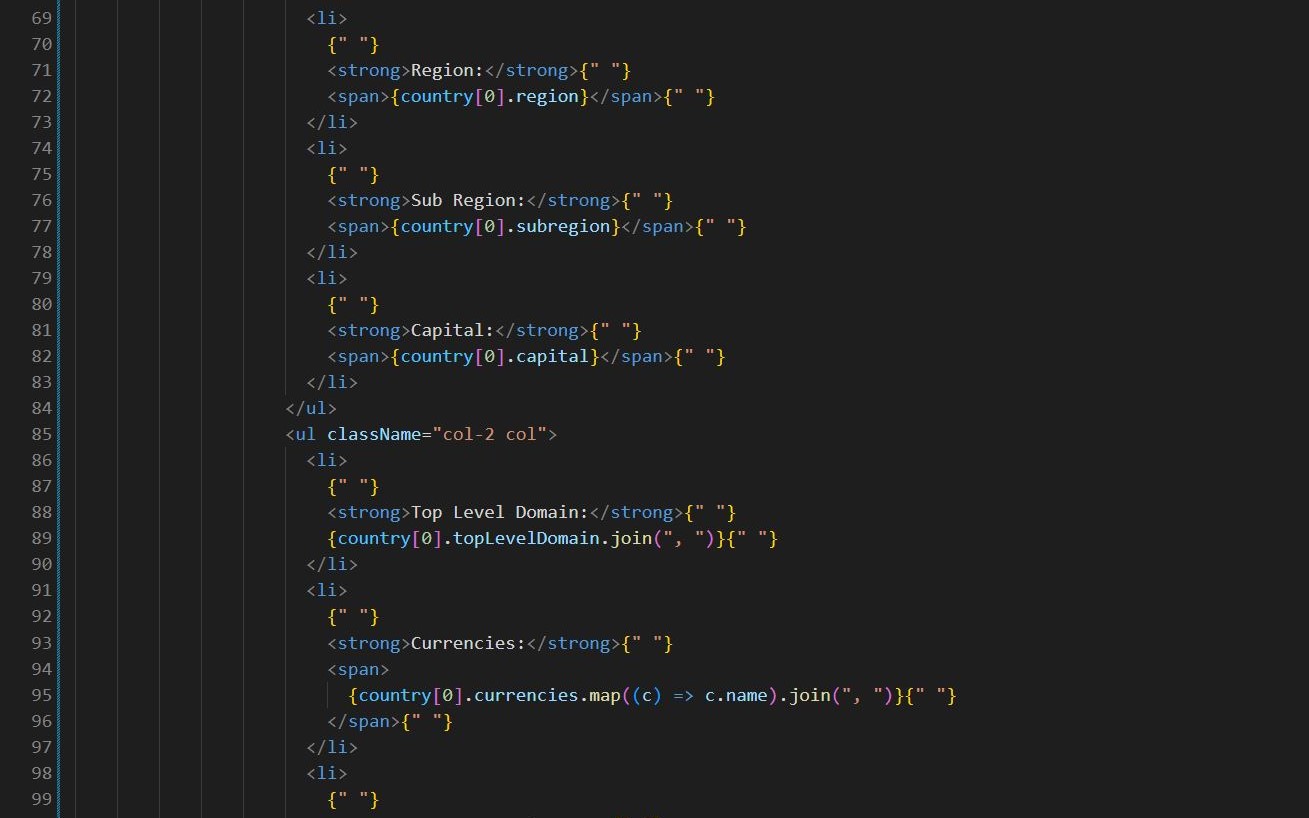 69 <li>
70 {" "}
71 <strong>Region:</strong>{" "}
72 <span>{country[0].region}</span>{" "}
73 </li>
74 <li>
75 {" "}
76 <strong>Sub Region:</strong>{" "}
77 <span>{country[0].subregion}</span>{" "}
78 </li>
79 <li>
80 {" "}
81 <strong>Capital:</strong>{" "}
82 <span>{country[0].capital}</span>{" "}
83 </li>
84 </ul>
85 <ul className="col-2 col">
86 <li>
87 {" "}
88 <strong>Top Level Domain:</strong>{" "}
89 {country[0].topLevelDomain.join(", ")}{" "}
90 </li>
91 <li>
92 {" "}
93 <strong>Currencies:</strong>{" "}
94 <span>
95 {country[0].currencies.map((c) => c.name).join(", ")}{" "}
96 </span>{" "}
97 </li>
98 <li>
99 {" "}